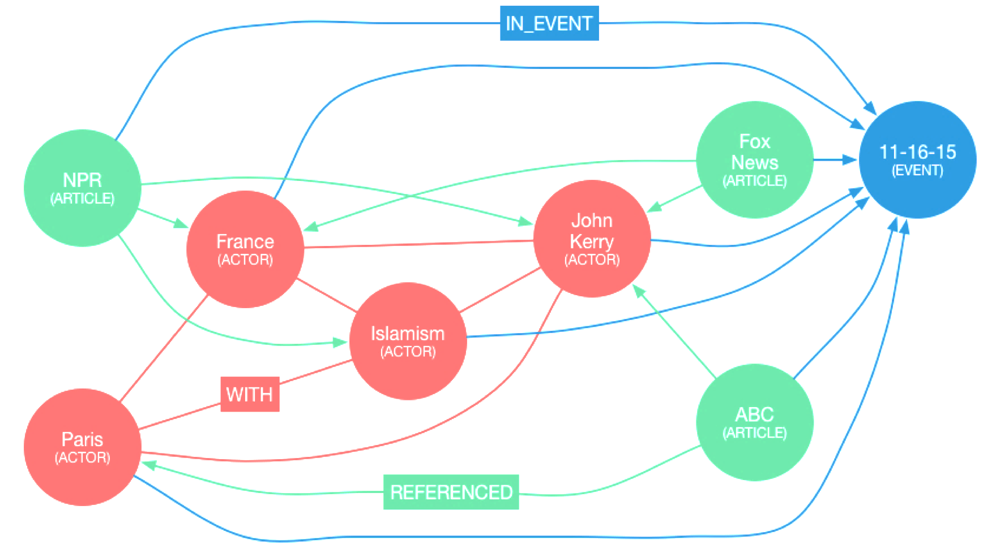 IN_EVENT
NPR
(ARTICLE)
France
(ACTOR)
John
Kerry
(ACTOR)
Fox
News
(ARTICLE)
11-16-15
(EVENT)
Islamism
(ACTOR)
WITH
Paris
(ACTOR)
ABC
(ARTICLE)
REFERENCED